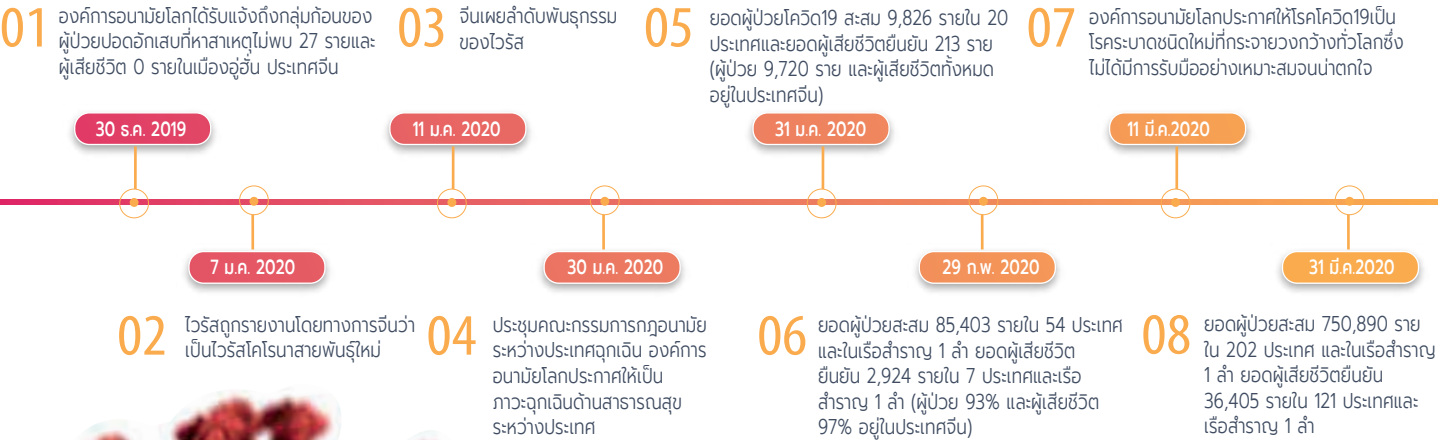 01
องค์การอนามัยโลกได้รับแจ้งถึงกลุ่มก้อนของ
ผู้ป่วยปอดอักเสบที่หาสาเหตุไม่พบ 27 รายและ
ผู้เสียชีวิต 0 รายในเมืองอู่ฮั่น ประเทศจีน
30 ธ.ค. 2019
7 ม.ค. 2020
02
ไวรัสถูกรายงานโดยทางการจีนว่า
เป็นไวรัสโคโรนาสายพันธุ์ใหม่
03
จีนเผยลำดับพันธุกรรม
ของไวรัส
11 ม.ค. 2020
30 ม.ค. 2020
04
ประชุมคณะกรรมการกฎอนามัย
ระหว่างประเทศฉุกเฉิน องค์การ
อนามัยโลกประกาศให้เป็น
ภาวะฉุกเฉินด้านสาธารณสุข
ระหว่างประเทศ
05
ยอดผู้ป่วยโควิด19 สะสม 9,826 รายใน 20
ประเทศและยอดผู้เสียชีวิตยืนยัน 213 ราย
(ผู้ป่วย 9,720 ราย และผู้เสียชีวิตทั้งหมด
อยู่ในประเทศจีน)
31 ม.ค. 2020
29 ก.พ. 2020
06
ยอดผู้ป่วยสะสม 85,403 รายใน 54 ประเทศ
และในเรือสำราญ 1 ลำ ยอดผู้เสียชีวิต
ยืนยัน 2,924 รายใน 7 ประเทศและเรือ
สำราญ 1 ลำ (ผู้ป่วย 93% และผู้เสียชีวิต
97% อยู่ในประเทศจีน)
07
องค์การอนามัยโลกประกาศให้โรคโควิด19เป็น
โรคระบาดชนิดใหม่ที่กระจายวงกว้างทั่วโลกซึ่ง
ไม่ได้มีการรับมืออย่างเหมาะสมจนน่าตกใจ
11 มี.ค.2020
31 มี.ค.2020
08
ยอดผู้ป่วยสะสม 750,890 ราย
ใน 202 ประเทศ และในเรือสำราญ
1 ลำ ยอดผู้เสียชีวิตยืนยัน
36,405 รายใน 121 ประเทศและ
เรือสำราญ 1 ลำ